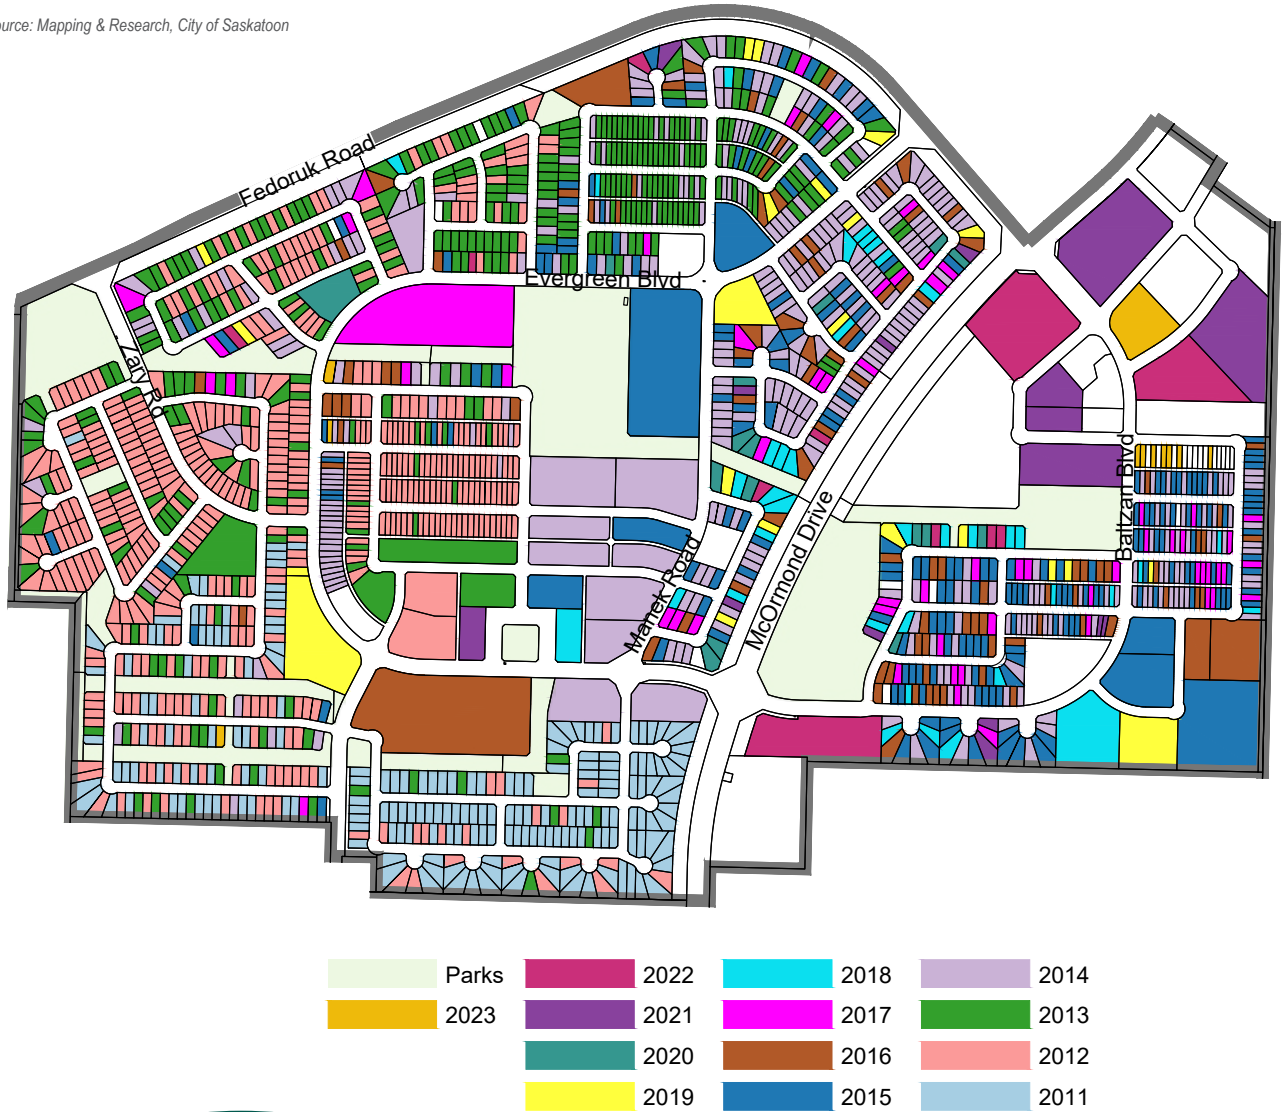 ource: Mapping & Research, City of Saskatoon
Fedoruk Road
Evergreen Blvd
Zary Rd
Baltzan Blvd
Manek Road
McOrmond Drive
Parks
2023
2022
2021
2020
2019
2018
2017
2016
2015
2014
2013
2012
2011